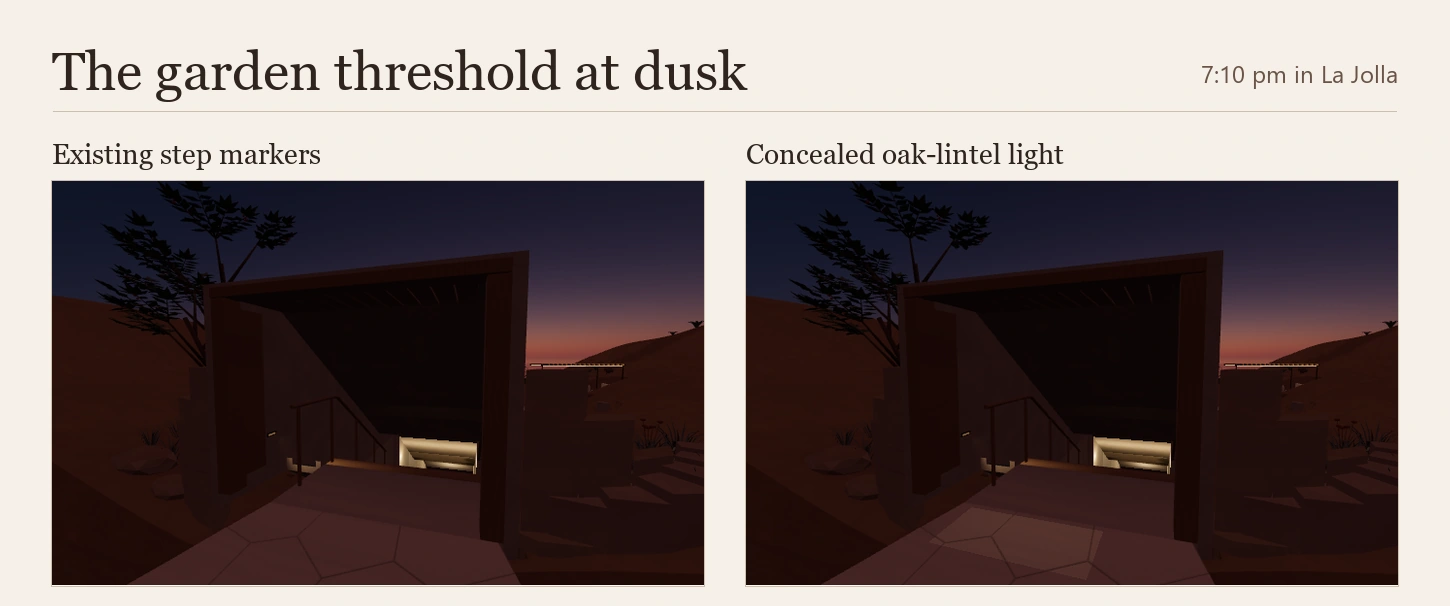 The garden threshold at dusk
7:10 pm in La Jolla
Existing step markers
Concealed oak-lintel light